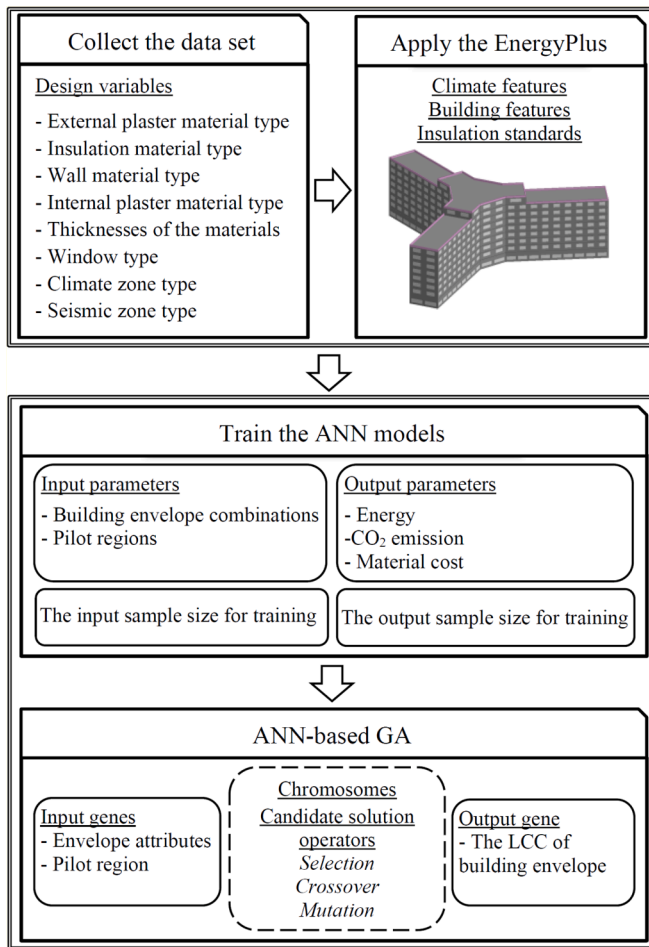 Collect the data set
Design variables
- External plaster material type
- Insulation material type
- Wall material type
- Internal plaster material type
- Thicknesses of the materials
- Window type
- Climate zone type
- Seismic zone type
Apply the EnergyPlus
Climate features
Building features
Insulation standards
Train the ANN models
Input parameters
- Building envelope combinations
- Pilot regions
Output parameters
- Energy
-CO₂ emission
- Material cost
The input sample size for training
The output sample size for training
ANN-based GA
Input genes
- Envelope attributes
- Pilot region
Chromosomes
Candidate solution
operators
Selection
Crossover
Mutation
Output gene
- The LCC of
building envelope